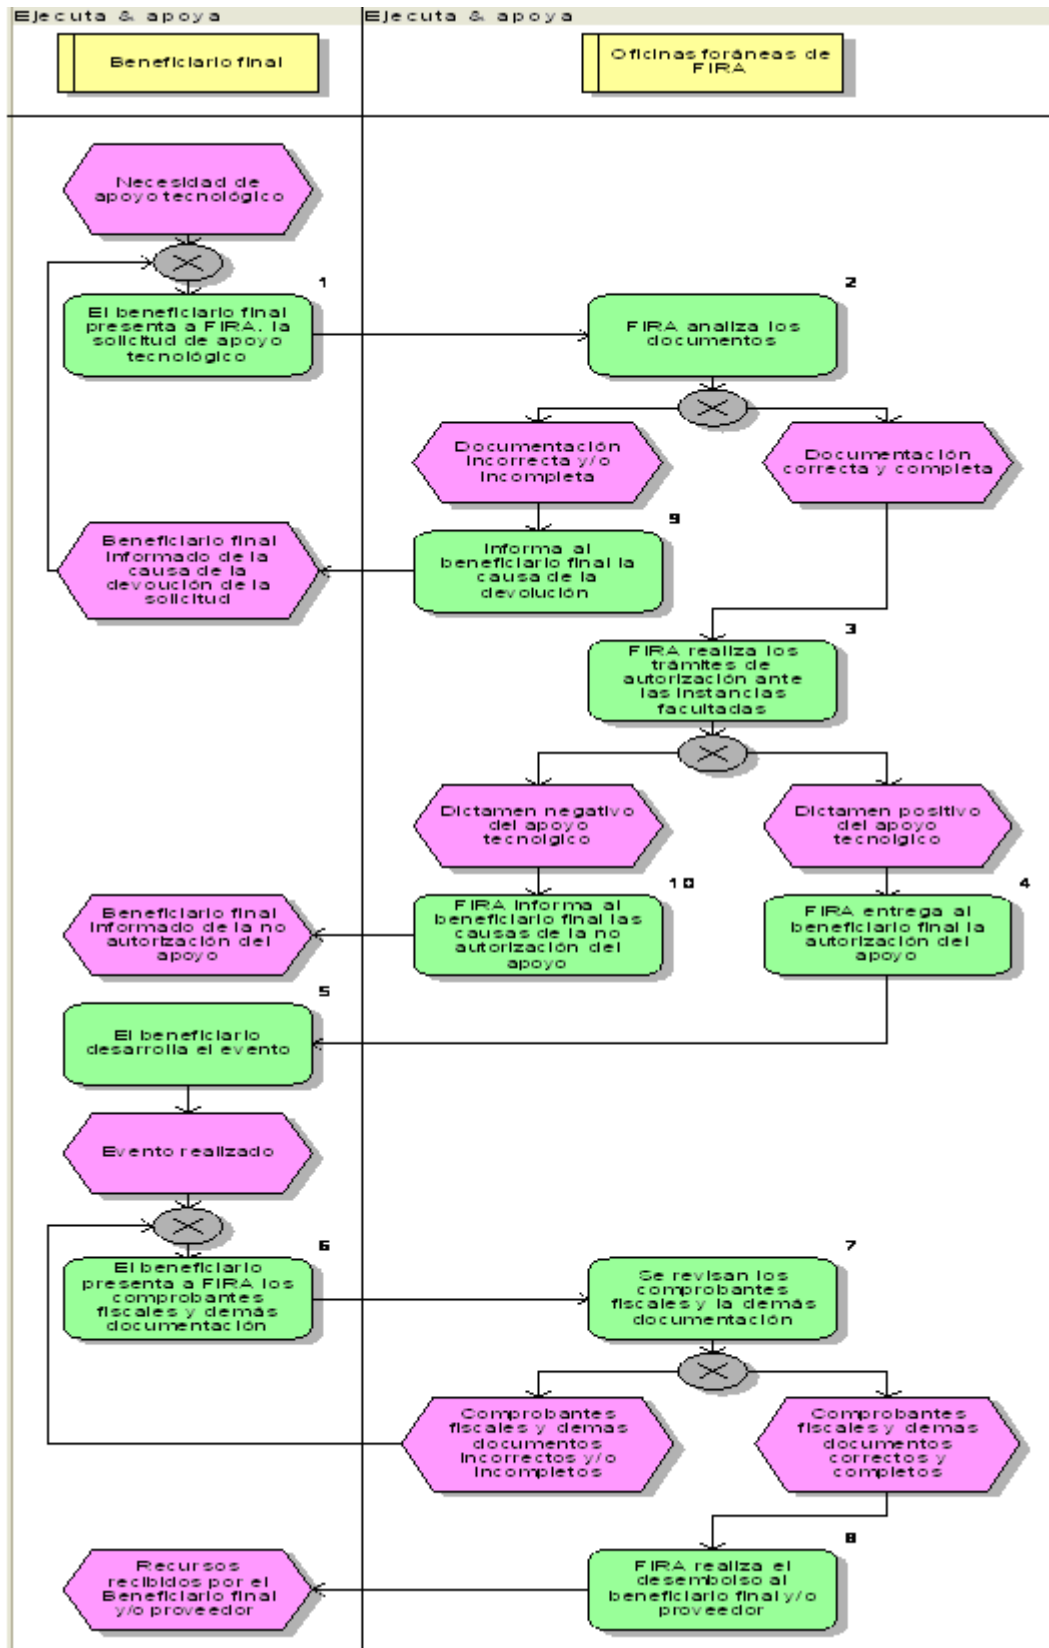 Ejecuta & apoya
Ejecuta & apoya
Beneficiario final
Oficinas foráneas de
FIRA
Necesidad de
apoyo tecnológico
1
El beneficiario final
presenta a FIRA, la
solicitud de apoyo
tecnológico
2
FIRA analiza los
documentos
Documentación
incorrecta y/o
incompleta
Documentación
correcta y completa
9
Informa al
beneficiario final la
causa de la
devolución
Beneficiario final
informado de la
causa de la
devoución de la
solicitud
3
FIRA realiza los
trámites de
autorización ante
las instancias
facultadas
Dictamen negativo
del apoyo
tecnolgico
Dictamen positivo
del apoyo
tecnolgico
10
FIRA informa al
beneficiario final las
causas de la no
autorización del
apoyo
4
FIRA entrega al
beneficiario final la
autorización del
apoyo
Beneficiario final
informado de la no
autorización del
apoyo
5
El beneficiario
desarrolla el evento
Evento realizado
6
El beneficiario
presenta a FIRA los
comprobantes
fiscales y demás
documentación
7
Se revisan los
comprobantes
fiscales y la demás
documentación
Comprobantes
fiscales y demas
documentos
incorrectos y/o
incompletos
Comprobantes
fiscales y demas
documentos
correctos y
completos
8
FIRA realiza el
desembolso al
beneficiario final y/o
proveedor
Recursos
recibidos por el
Beneficiario final
y/o proveedor